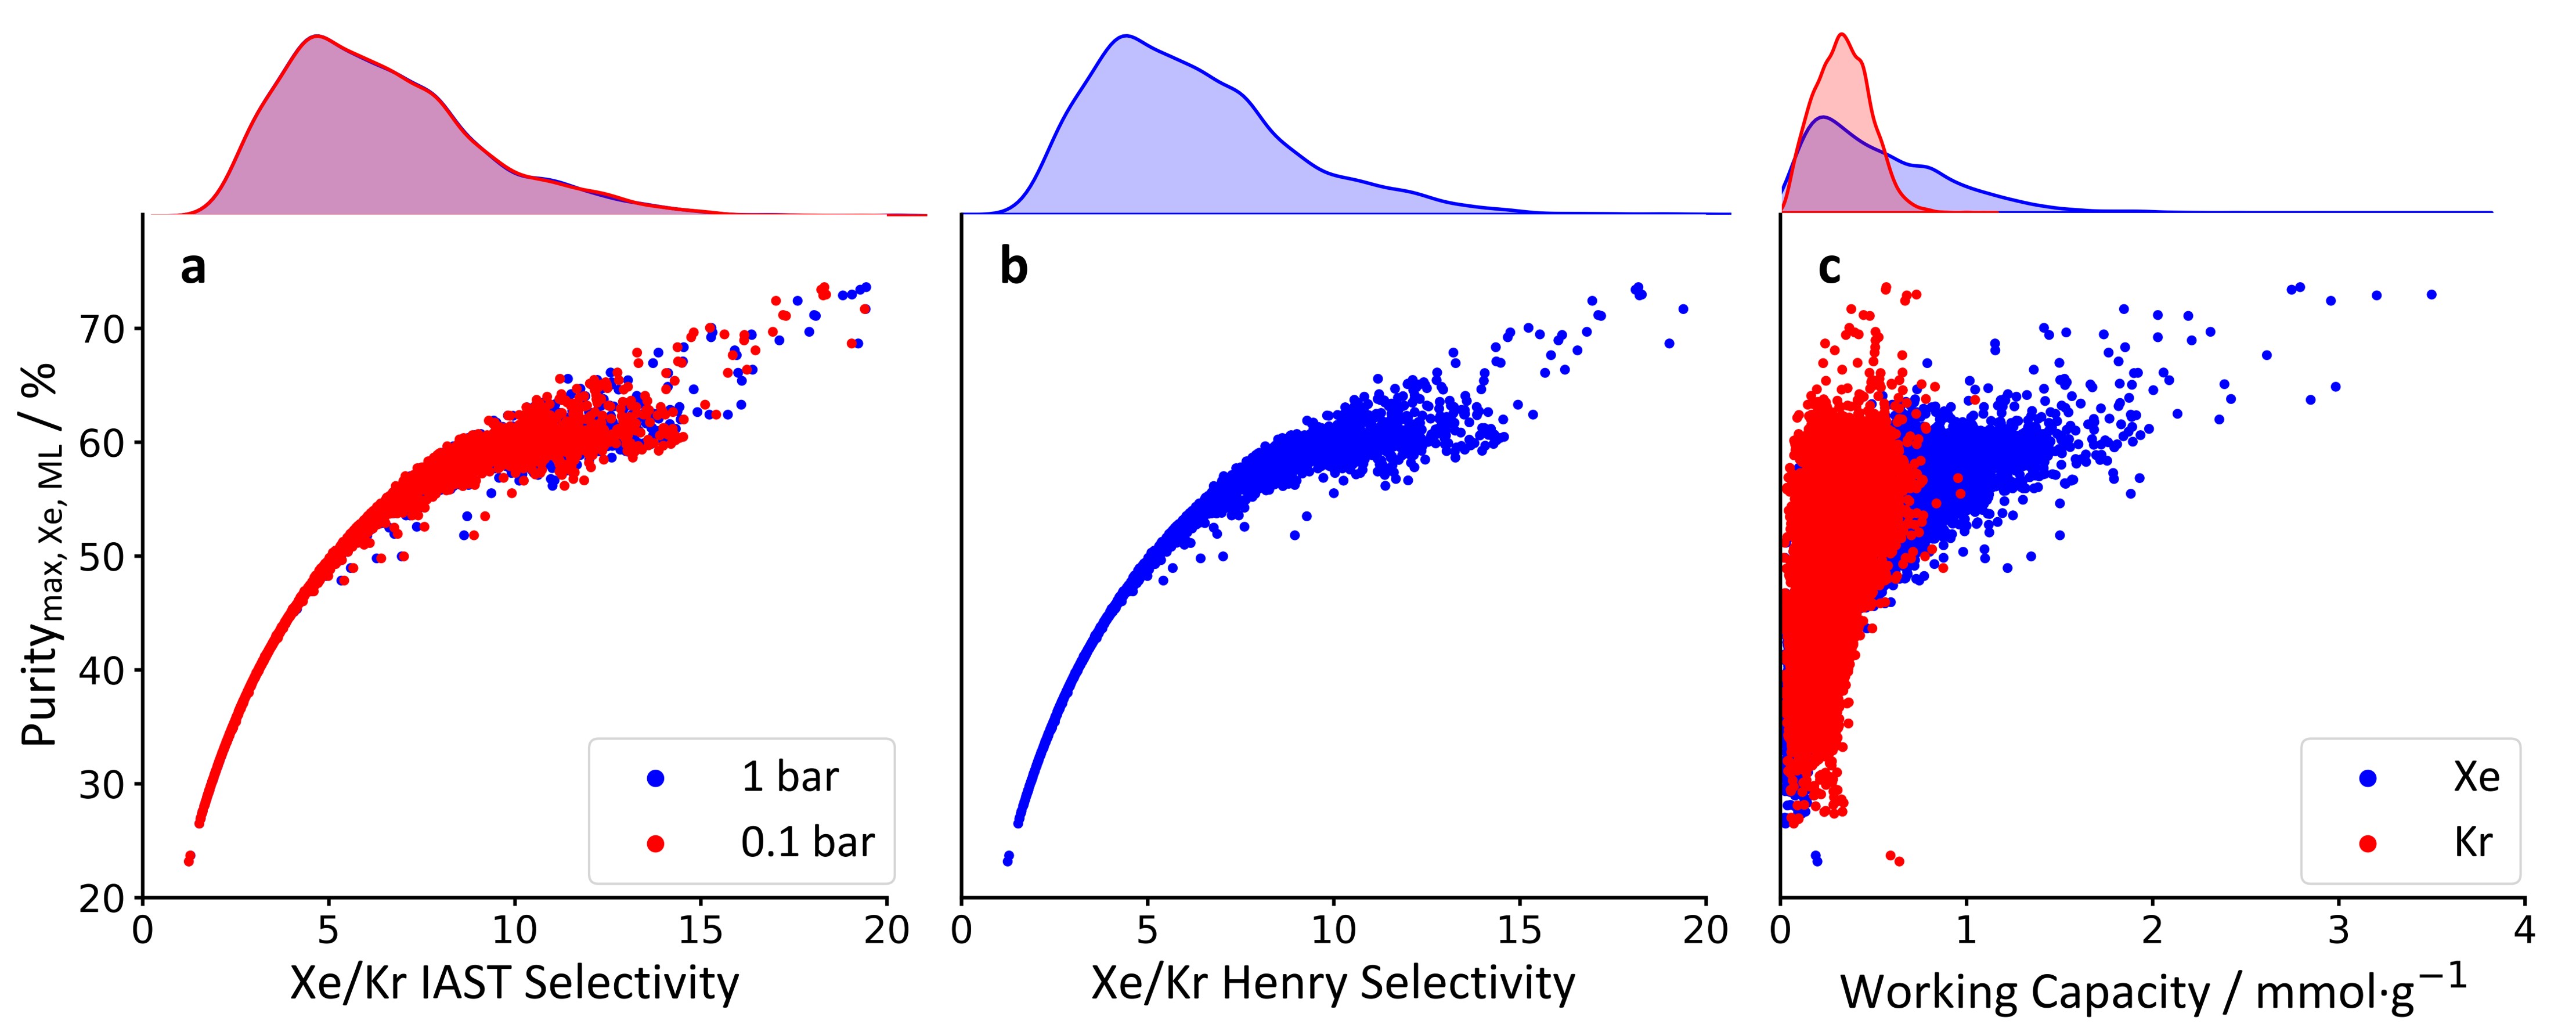 a
b
c
Purity max, Xe, ML / %
70
60
50
40
30
20
1 bar
0.1 bar
Xe
Kr
0 5 10 15 20
0 5 10 15 20
0 1 2 3 4
Xe/Kr IAST Selectivity
Xe/Kr Henry Selectivity
Working Capacity / mmol·g⁻¹